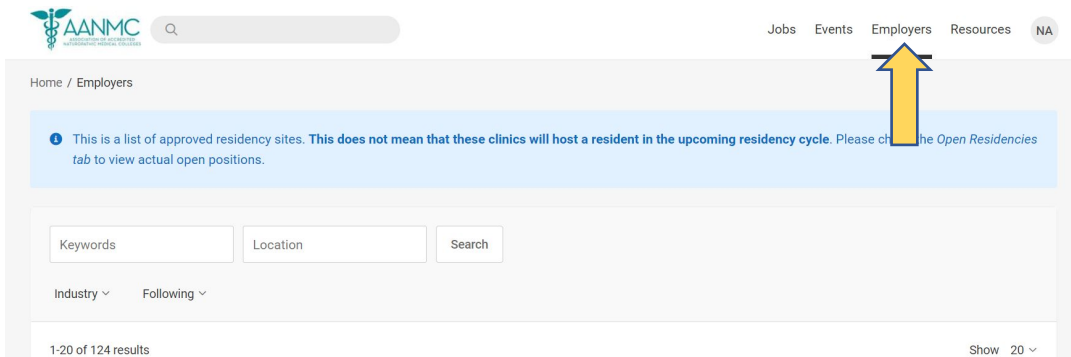 AANMC
ASSOCIATION OF ACCREDITED
NATUROPATHIC MEDICAL COLLEGES
Jobs Events Employers Resources NA
Home / Employers
This is a list of approved residency sites. This does not mean that these clinics will host a resident in the upcoming residency cycle. Please ch he Open Residencies
tab to view actual open positions.
Keywords Location Search
Industry Following
1-20 of 124 results Show 20